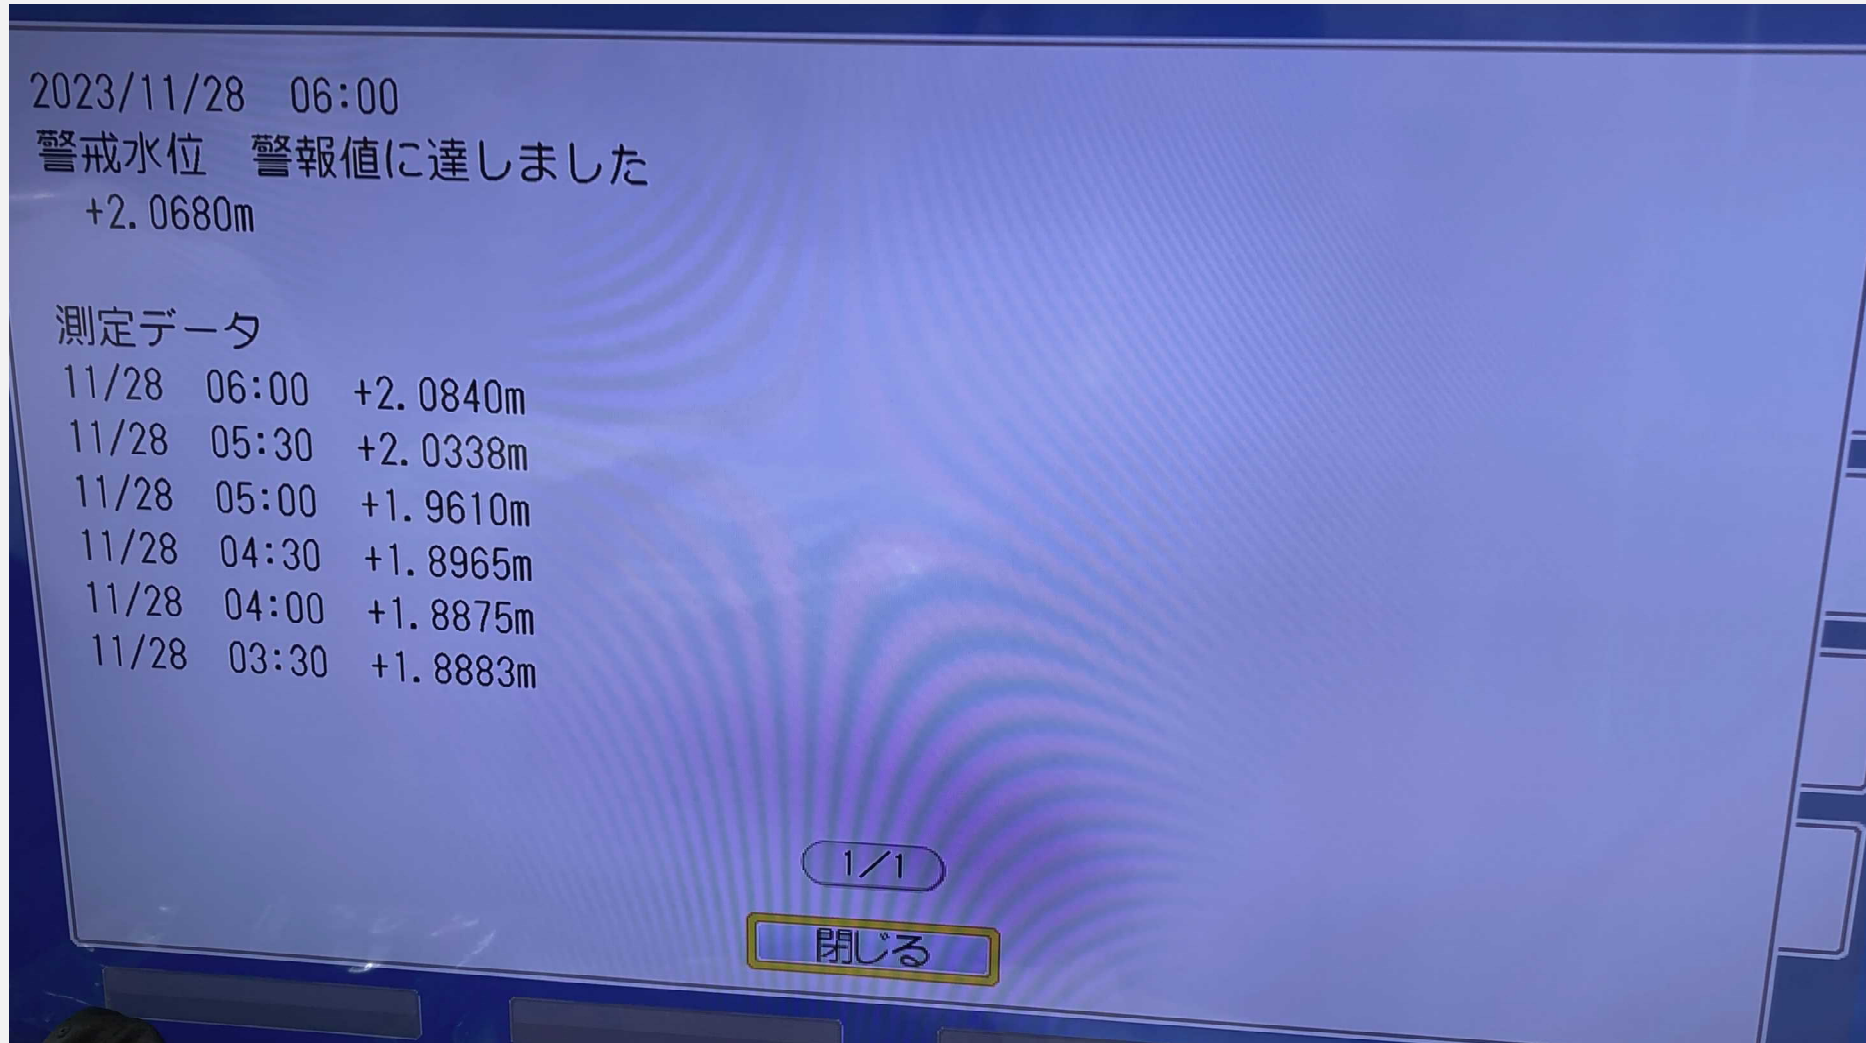 2023/11/28 06:00
警戒水位 警報値に達しました
+2.0680m
測定データ
11/28 06:00 +2.0840m
11/28 05:30 +2.0338m
11/28 05:00 +1.9610m
11/28 04:30 +1.8965m
11/28 04:00 +1.8875m
11/28 03:30 +1.8883m
1/1
閉じる